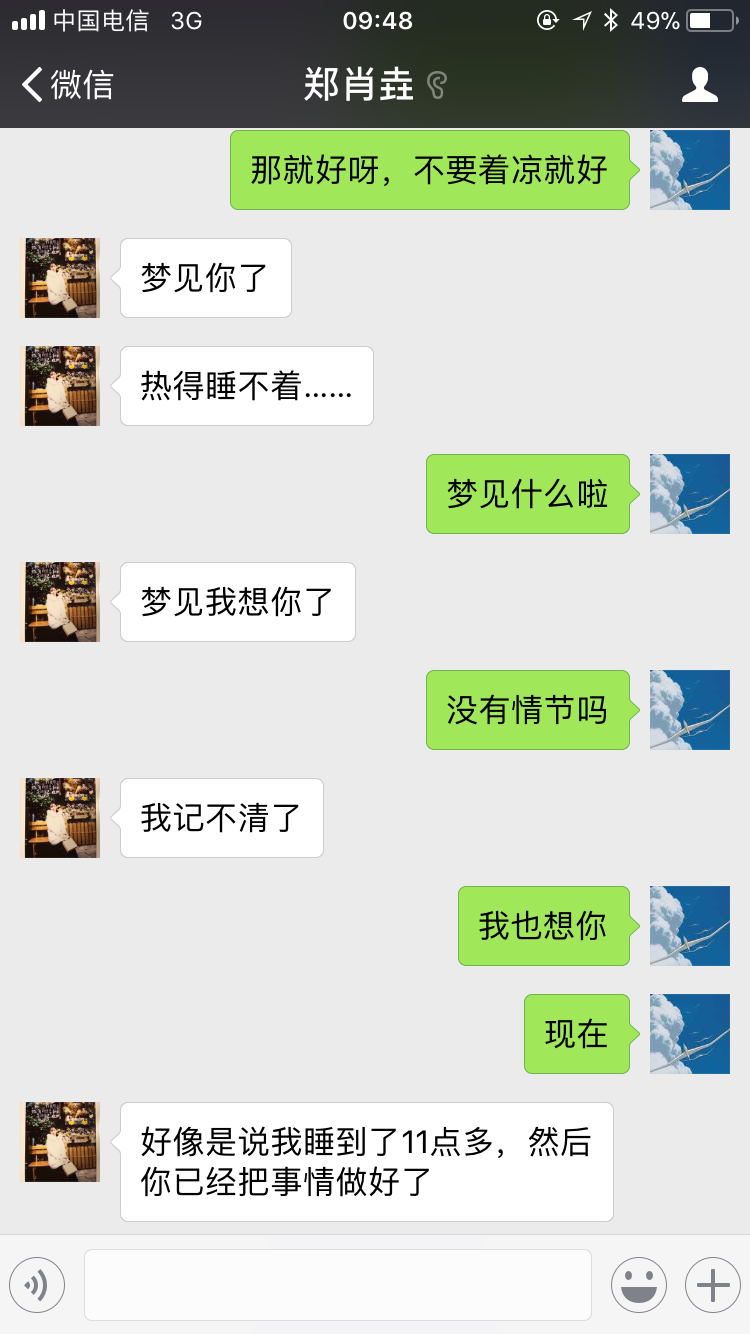 中国电信 3G 09:48 49%
微信 郑肖垚
那就好呀，不要着凉就好
梦见你了
热得睡不着......
梦见什么啦
梦见我想你了
没有情节吗
我记不清了
我也想你
现在
好像是说我睡到了11点多，然后
你已经把事情做好了